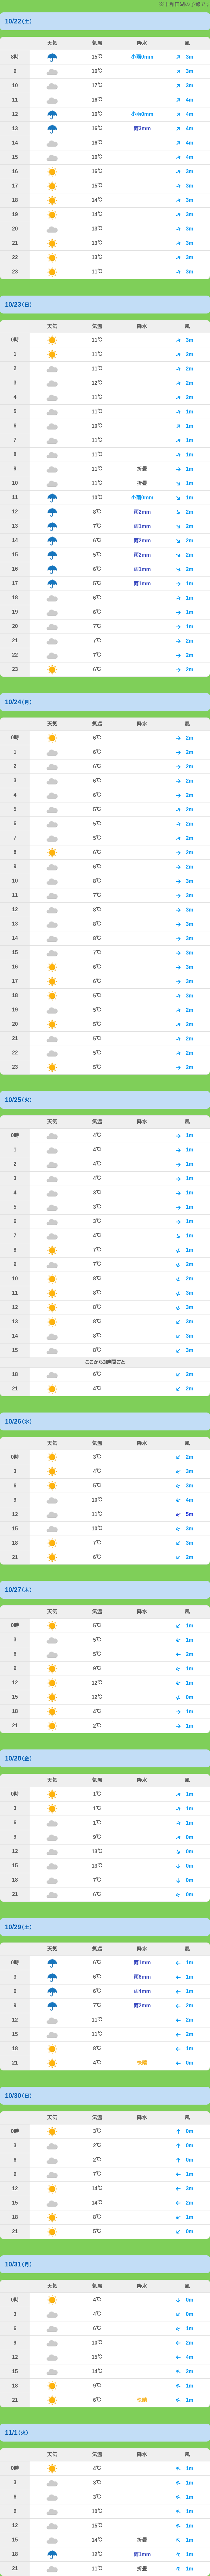 ※十和田湖の予報です
10/22(土)
天気 気温 降水 風
8時 15℃ 小雨0mm 3m
9 16℃ 3m
10 17℃ 3m
11 16℃ 4m
12 16℃ 小雨0mm 4m
13 16℃ 雨3mm 4m
14 16℃ 4m
15 16℃ 4m
16 16℃ 3m
17 15℃ 3m
18 14℃ 3m
19 14℃ 3m
20 13℃ 3m
21 13℃ 3m
22 13℃ 3m
23 11℃ 3m
10/23(日)
天気 気温 降水 風
0時 11℃ 3m
1 11℃ 2m
2 11℃ 2m
3 12℃ 2m
4 11℃ 2m
5 11℃ 1m
6 10℃ 1m
7 11℃ 1m
8 11℃ 1m
9 11℃ 折畳 1m
10 11℃ 折畳 1m
11 10℃ 小雨0mm 1m
12 8℃ 雨2mm 2m
13 7℃ 雨1mm 2m
14 6℃ 雨2mm 2m
15 5℃ 雨2mm 2m
16 6℃ 雨1mm 2m
17 5℃ 雨1mm 1m
18 6℃ 1m
19 6℃ 1m
20 7℃ 1m
21 7℃ 2m
22 7℃ 2m
23 6℃ 2m
10/24(月)
天気 気温 降水 風
0時 6℃ 2m
1 6℃ 2m
2 6℃ 2m
3 6℃ 2m
4 6℃ 2m
5 5℃ 2m
6 5℃ 2m
7 5℃ 2m
8 6℃ 2m
9 6℃ 2m
10 8℃ 3m
11 7℃ 3m
12 8℃ 3m
13 8℃ 3m
14 8℃ 3m
15 7℃ 3m
16 6℃ 3m
17 6℃ 3m
18 5℃ 3m
19 5℃ 2m
20 5℃ 2m
21 5℃ 2m
22 5℃ 2m
23 5℃ 2m
10/25(火)
天気 気温 降水 風
0時 4℃ 1m
1 4℃ 1m
2 4℃ 1m
3 4℃ 1m
4 3℃ 1m
5 3℃ 1m
6 3℃ 1m
7 4℃ 1m
8 7℃ 1m
9 7℃ 2m
10 8℃ 2m
11 8℃ 3m
12 8℃ 3m
13 8℃ 3m
14 8℃ 3m
15 8℃ 3m
ここから3時間ごと
18 6℃ 2m
21 4℃ 2m
10/26(水)
天気 気温 降水 風
0時 3℃ 2m
3 4℃ 3m
6 5℃ 3m
9 10℃ 4m
12 11℃ 5m
15 10℃ 3m
18 7℃ 3m
21 6℃ 2m
10/27(木)
天気 気温 降水 風
0時 5℃ 1m
3 5℃ 1m
6 5℃ 2m
9 9℃ 1m
12 12℃ 1m
15 12℃ 0m
18 4℃ 1m
21 2℃ 1m
10/28(金)
天気 気温 降水 風
0時 1℃ 1m
3 1℃ 1m
6 1℃ 1m
9 9℃ 0m
12 13℃ 0m
15 13℃ 0m
18 7℃ 0m
21 6℃ 0m
10/29(土)
天気 気温 降水 風
0時 6℃ 雨1mm 1m
3 6℃ 雨6mm 1m
6 6℃ 雨4mm 1m
9 7℃ 雨2mm 2m
12 11℃ 2m
15 11℃ 2m
18 8℃ 1m
21 4℃ 快晴 0m
10/30(日)
天気 気温 降水 風
0時 3℃ 0m
3 2℃ 0m
6 2℃ 0m
9 7℃ 1m
12 14℃ 3m
15 14℃ 2m
18 8℃ 1m
21 5℃ 0m
10/31(月)
天気 気温 降水 風
0時 4℃ 0m
3 4℃ 0m
6 6℃ 1m
9 10℃ 2m
12 15℃ 4m
15 14℃ 2m
18 9℃ 1m
21 6℃ 快晴 1m
11/1(火)
天気 気温 降水 風
0時 4℃ 1m
3 3℃ 1m
6 3℃ 1m
9 10℃ 1m
12 15℃ 1m
15 14℃ 折畳 1m
18 12℃ 雨1mm 1m
21 11℃ 折畳 1m